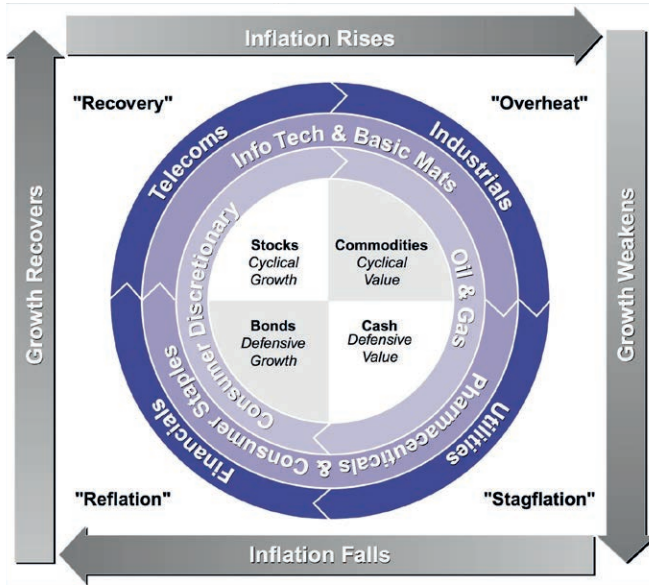 Inflation Rises
"Recovery"
"Overheat"
Growth Recovers
Growth Weakens
Telecoms
Info Tech & Basic Mats
Industrials
Consumer Discretionary
Oil & Gas
Stocks
Cyclical
Growth
Commodities
Cyclical
Value
Bonds
Defensive
Growth
Cash
Defensive
Value
Financials
Pharmaceuticals & Consumer Staples
Utilities
"Reflation"
"Stagflation"
Inflation Falls